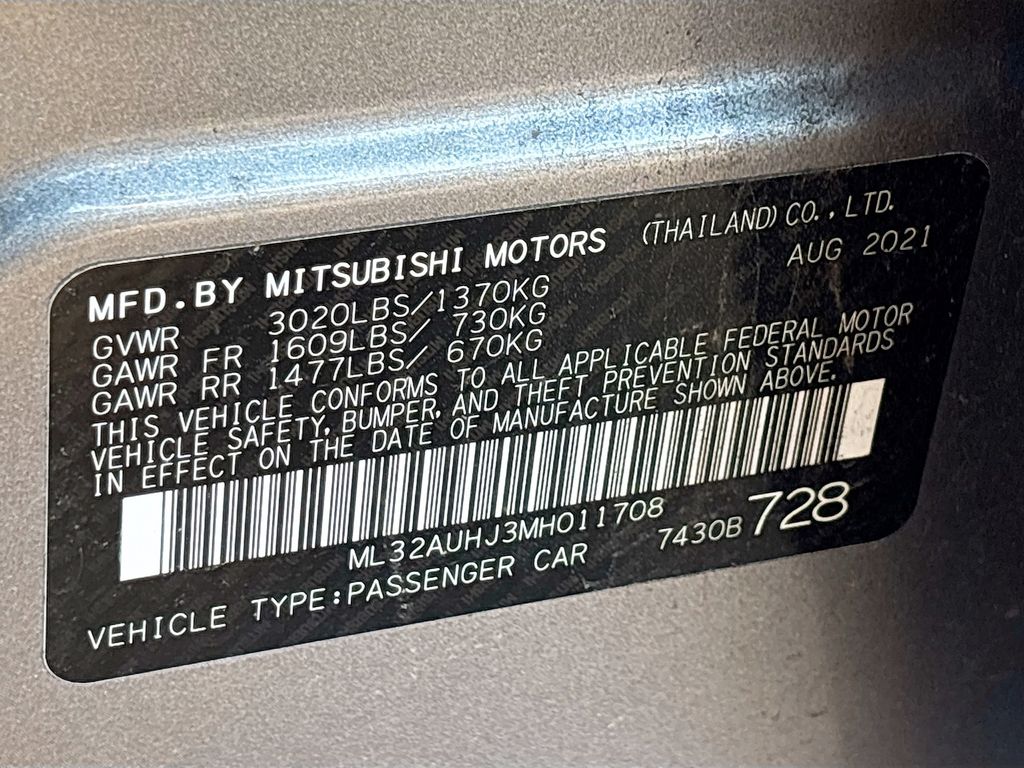 MFD.BY MITSUBISHI MOTORS (THAILAND) CO., LTD.
AUG 2021
GVWR 3020LBS/1370KG
GAWR FR 1609LBS/ 730KG
GAWR RR 1477LBS/ 670KG
THIS VEHICLE CONFORMS TO ALL APPLICABLE FEDERAL MOTOR
VEHICLE SAFETY, BUMPER, AND THEFT PREVENTION STANDARDS
IN EFFECT ON THE DATE OF MANUFACTURE SHOWN ABOVE.
ML32AUHJ3MH011708
7430B 728
VEHICLE TYPE:PASSENGER CAR